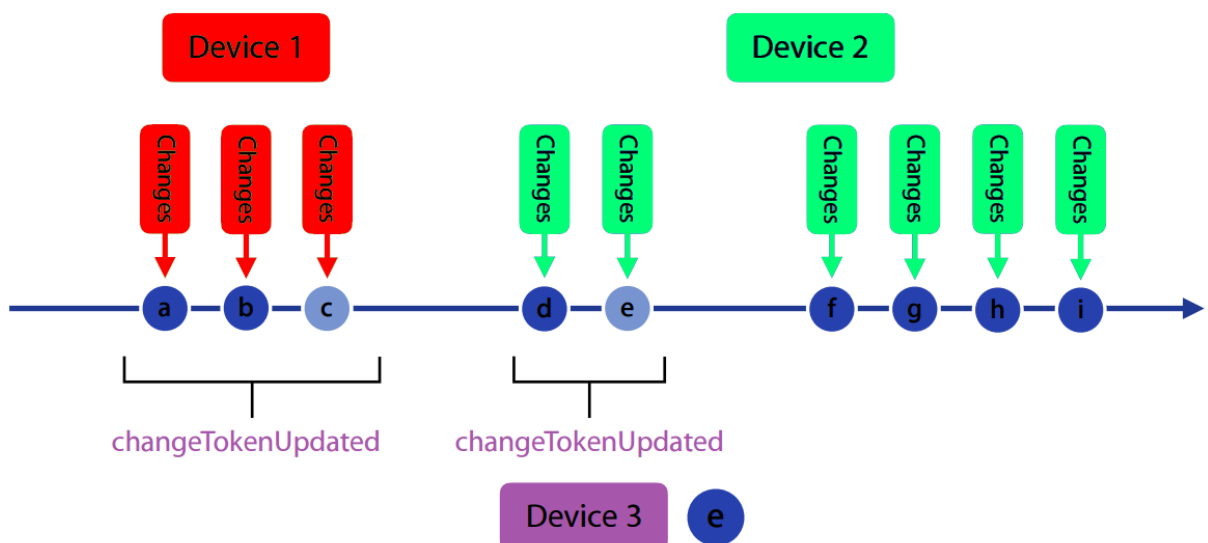 Device 1
Device 2
Changes
Changes
Changes
Changes
Changes
Changes
Changes
Changes
Changes
a
b
c
d
e
f
g
h
i
changeTokenUpdated
changeTokenUpdated
Device 3
e